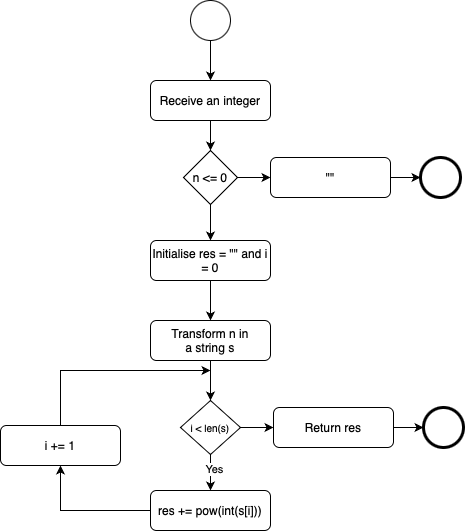 Receive an integer
n <= 0
""
Initialise res = "" and i
= 0
Transform n in
a string s
i < len(s)
Return res
Yes
i += 1
res += pow(int(s[i]))